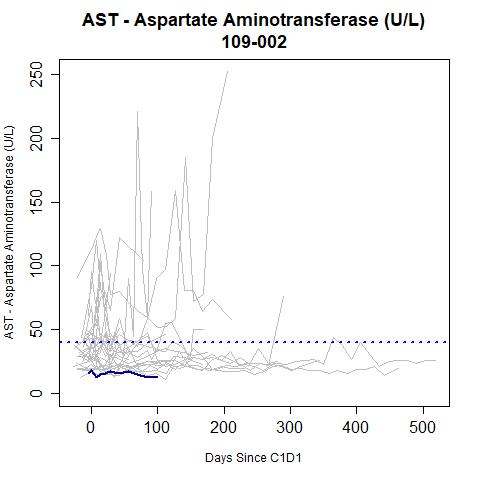 AST - Aspartate Aminotransferase (U/L)
109-002
AST - Aspartate Aminotransferase (U/L)
250
200
150
100
50
0
0 100 200 300 400 500
Days Since C1D1